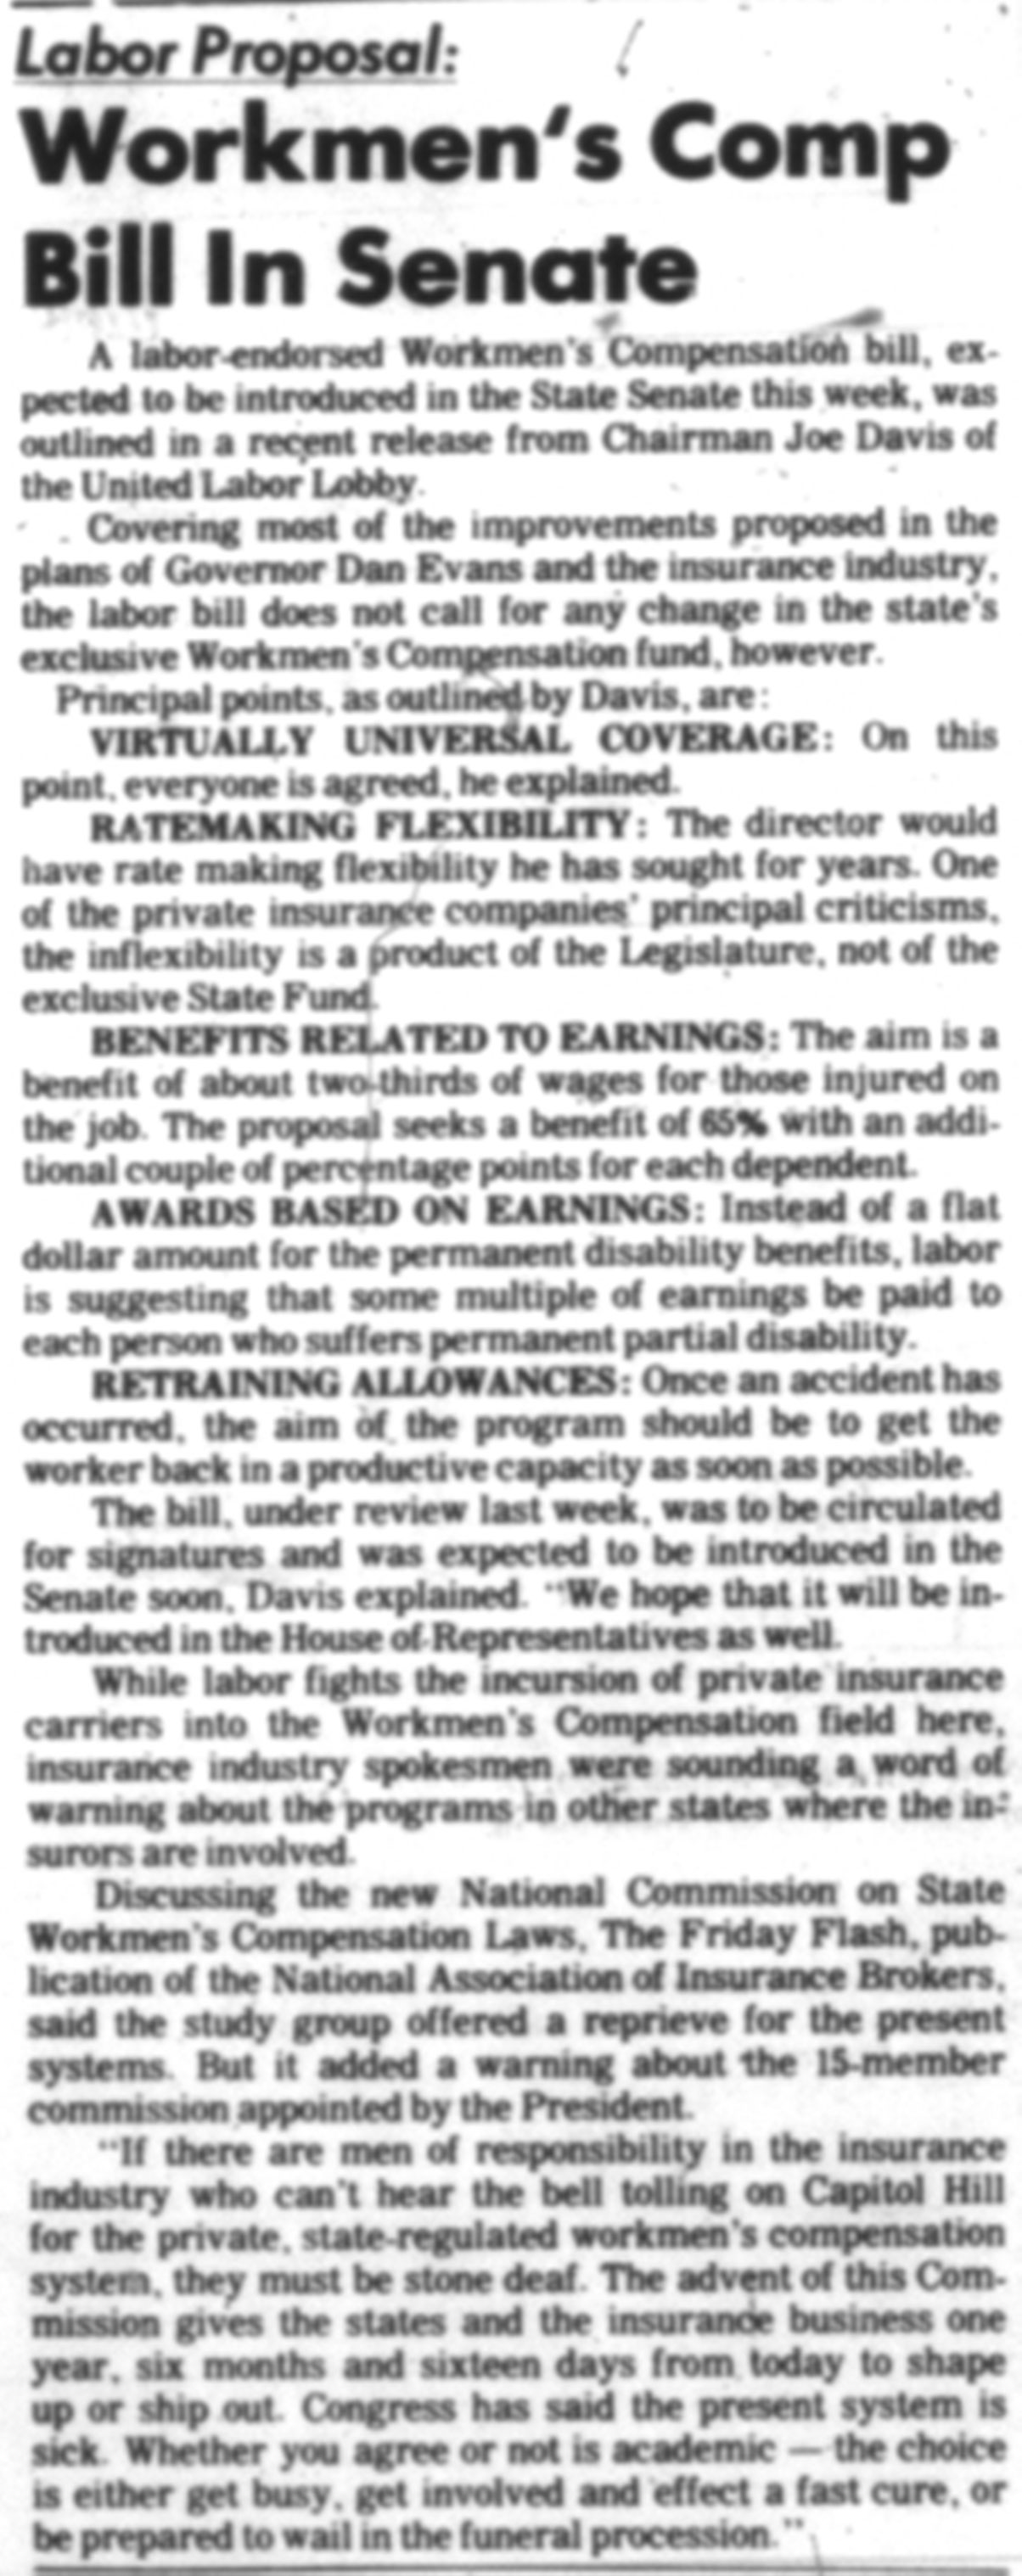 Labor Proposal:
Workmen's Comp
Bill In Senate
A labor-endorsed Workmen's Compensation bill, ex-
pected to be introduced in the State Senate this week, was
outlined in a recent release from Chairman Joe Davis of
the United Labor Lobby.
Covering most of the improvements proposed in the
plans of Governor Dan Evans and the insurance industry,
the labor bill does not call for any change in the state's
exclusive Workmen's Compensation fund, however.
Principal points, as outlined by Davis, are:
VIRTUALLY UNIVERSAL COVERAGE: On this
point, everyone is agreed, he explained.
RATEMAKING FLEXIBILITY: The director would
have rate making flexibility he has sought for years. One
of the private insurance companies' principal criticisms,
the inflexibility is a product of the Legislature, not of the
exclusive State Fund.
BENEFITS RELATED TO EARNINGS: The aim is a
benefit of about two-thirds of wages for those injured on
the job. The proposal seeks a benefit of 65% with an addi-
tional couple of percentage points for each dependent.
AWARDS BASED ON EARNINGS: Instead of a flat
dollar amount for the permanent disability benefits, labor
is suggesting that some multiple of earnings be paid to
each person who suffers permanent partial disability.
RETRAINING ALLOWANCES: Once an accident has
occurred, the aim of the program should be to get the
worker back in a productive capacity as soon as possible.
The bill, under review last week, was to be circulated
for signatures and was expected to be introduced in the
Senate soon, Davis explained. "We hope that it will be in-
troduced in the House of Representatives as well.
While labor fights the incursion of private insurance
carriers into the Workmen's Compensation field here,
insurance industry spokesmen were sounding a word of
warning about the programs in other states where the in-
surors are involved.
Discussing the new National Commission on State
Workmen's Compensation Laws, The Friday Flash, pub-
lication of the National Association of Insurance Brokers,
said the study group offered a reprieve for the present
systems. But it added a warning about the 15-member
commission appointed by the President.
"If there are men of responsibility in the insurance
industry who can't hear the bell tolling on Capitol Hill
for the private, state-regulated workmen's compensation
system, they must be stone deaf. The advent of this Com-
mission gives the states and the insurance business one
year, six months and sixteen days from today to shape
up or ship out. Congress has said the present system is
sick. Whether you agree or not is academic — the choice
is either get busy, get involved and effect a fast cure, or
be prepared to wail in the funeral procession."